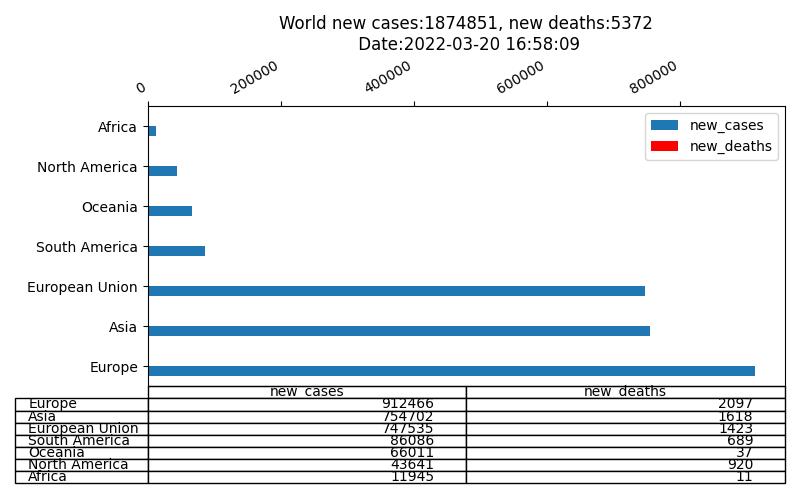 World new cases:1874851, new deaths:5372
Date:2022-03-20 16:58:09
0 200000 400000 600000 800000
new_cases
new_deaths
Africa
North America
Oceania
South America
European Union
Asia
Europe
new_cases new_deaths
Europe 912466 2097
Asia 754702 1618
European Union 747535 1423
South America 86086 689
Oceania 66011 37
North America 43641 920
Africa 11945 11